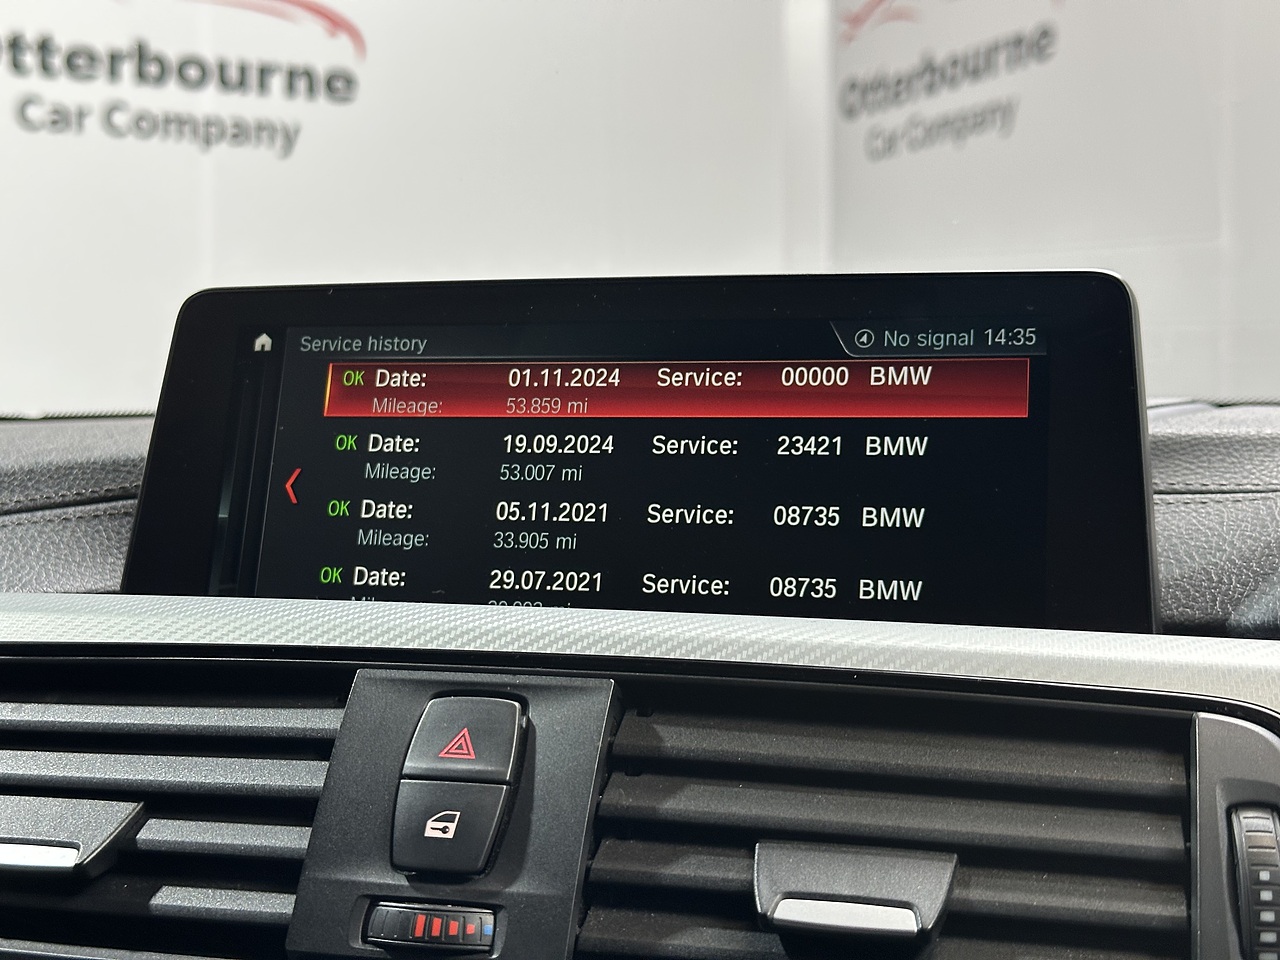 Otterbourne
Car Company
Otterbourne
Car Company
Service history
No signal 14:35
OK Date: 01.11.2024 Service: 00000 BMW
Mileage: 53.859 mi
OK Date: 19.09.2024 Service: 23421 BMW
Mileage: 53.007 mi
OK Date: 05.11.2021 Service: 08735 BMW
Mileage: 33.905 mi
OK Date: 29.07.2021 Service: 08735 BMW